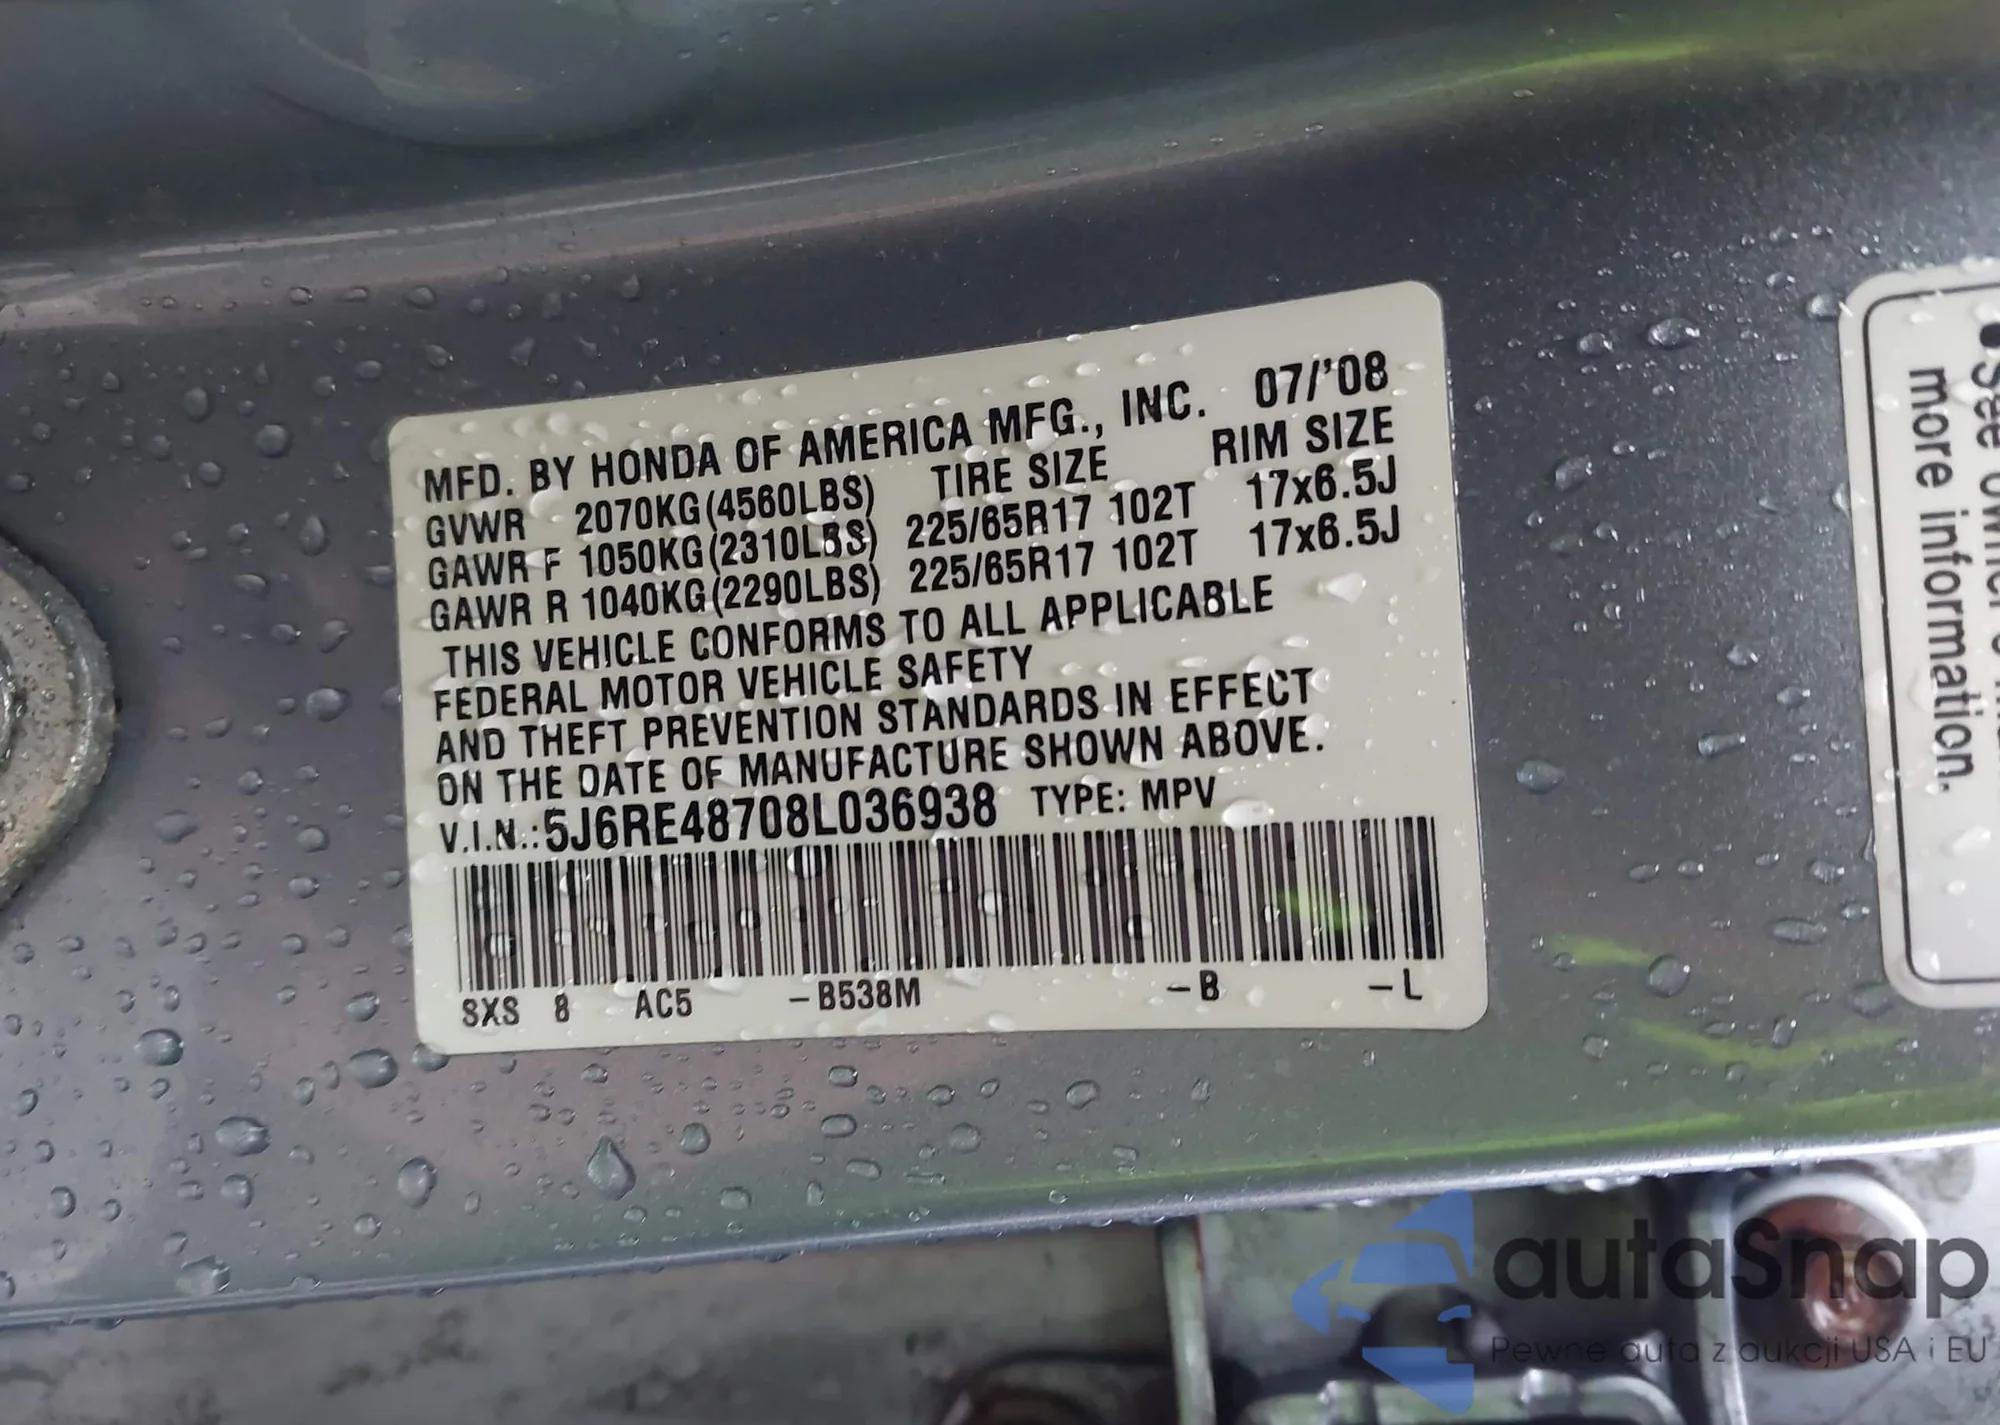 MFD. BY HONDA OF AMERICA MFG., INC. 07/'08
GVWR 2070KG(4560LBS) TIRE SIZE RIM SIZE
GAWR F 1050KG(2310LBS) 225/65R17 102T 17x6.5J
GAWR R 1040KG(2290LBS) 225/65R17 102T 17x6.5J
THIS VEHICLE CONFORMS TO ALL APPLICABLE
FEDERAL MOTOR VEHICLE SAFETY
AND THEFT PREVENTION STANDARDS IN EFFECT
ON THE DATE OF MANUFACTURE SHOWN ABOVE.
V.I.N.: 5J6RE48708L036938 TYPE: MPV
SXS 8 AC5 -B538M -B -L
•See owner's
more information.
autaSnap
Pewne auta z aukcji USA i EU